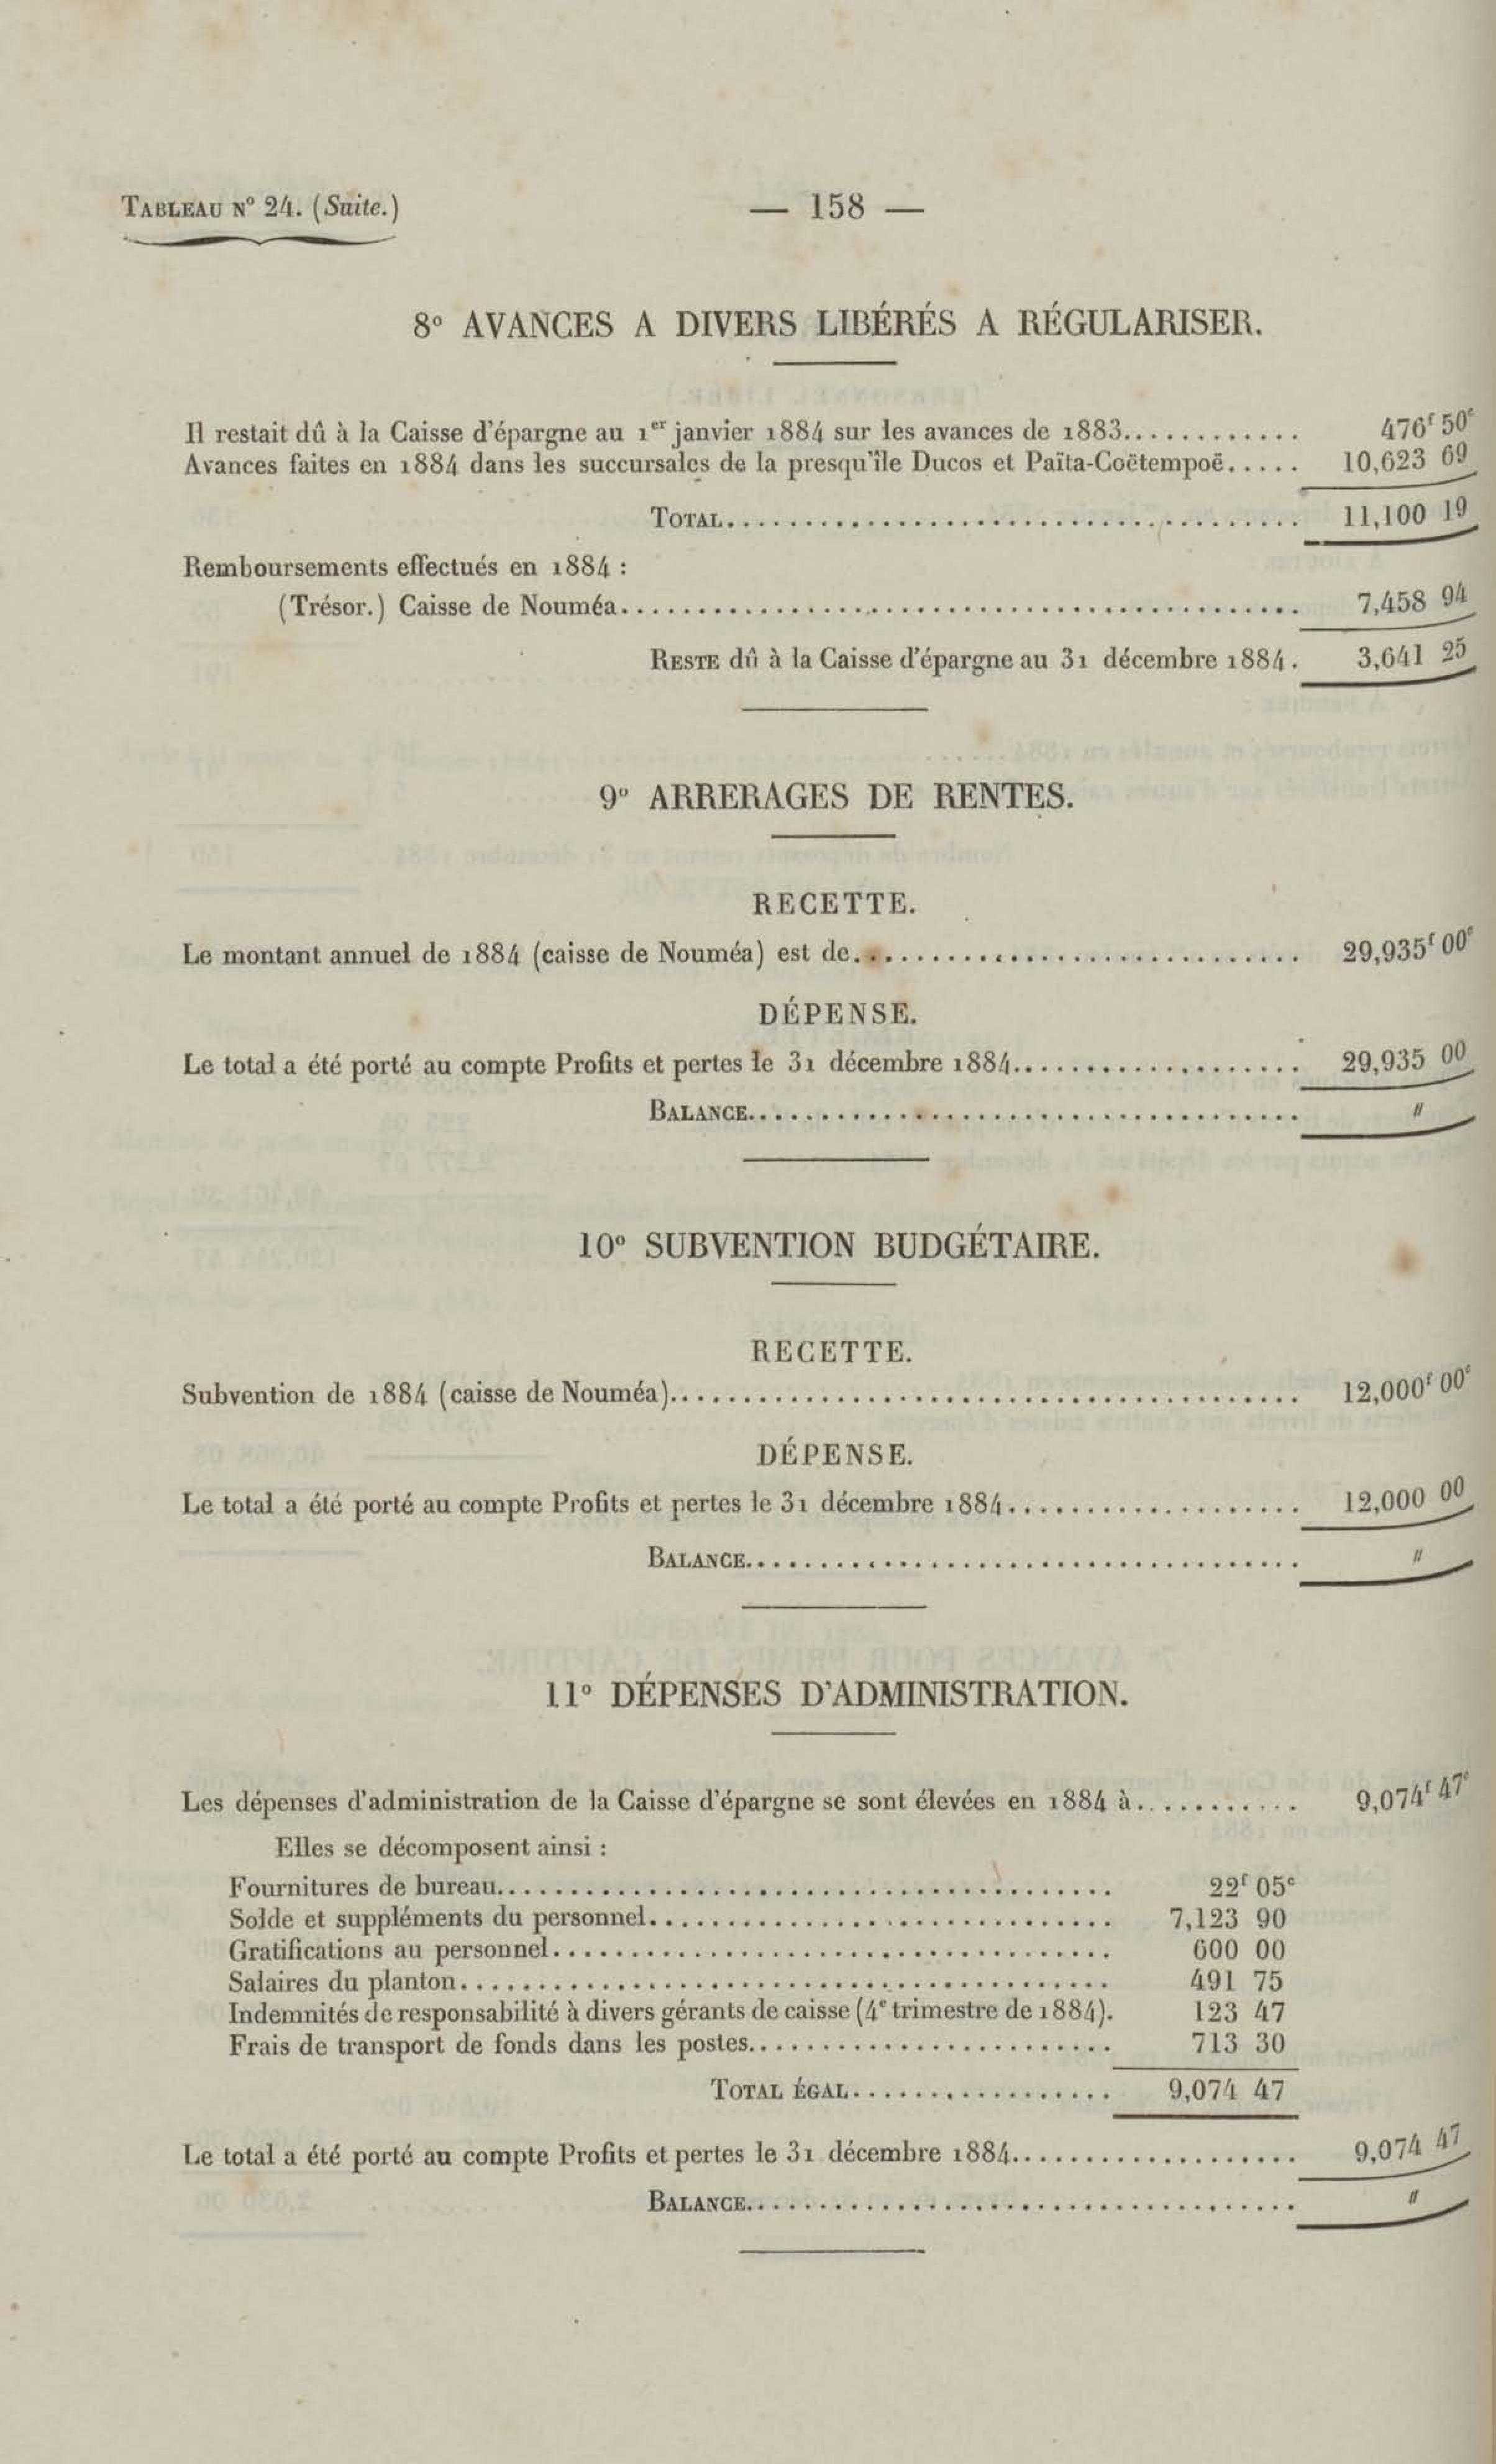 TABLEAU N° 24. (Suite.)
— 158 —
8° AVANCES A DIVERS LIBÉRÉS A RÉGULARISER.
Il restait dû à la Caisse d'épargne au 1er janvier 1884 sur les avances de 1883............ 476f 50c
Avances faites en 1884 dans les succursales de la presqu'île Ducos et Païta-Coëtempoë..... 10,623 69
TOTAL.................................... 11,100 19
Remboursements effectués en 1884 :
(Trésor.) Caisse de Nouméa........................................... 7,458 94
RESTE dû à la Caisse d'épargne au 31 décembre 1884. 3,641 25
9° ARRERAGES DE RENTES.
RECETTE.
Le montant annuel de 1884 (caisse de Nouméa) est de............................ 29,935f 00c
DÉPENSE.
Le total a été porté au compte Profits et pertes le 31 décembre 1884................... 29,935 00
BALANCE................................... "
10° SUBVENTION BUDGÉTAIRE.
RECETTE.
Subvention de 1884 (caisse de Nouméa)........................................ 12,000f 00c
DÉPENSE.
Le total a été porté au compte Profits et pertes le 31 décembre 1884................... 12,000 00
BALANCE................................... "
11° DÉPENSES D'ADMINISTRATION.
Les dépenses d'administration de la Caisse d'épargne se sont élevées en 1884 à........... 9,074f 47c
Elles se décomposent ainsi :
Fournitures de bureau....................................... 22f 05c
Solde et suppléments du personnel.............................. 7,123 90
Gratifications au personnel.................................... 600 00
Salaires du planton.......................................... 491 75
Indemnités de responsabilité à divers gérants de caisse (4e trimestre de 1884). 123 47
Frais de transport de fonds dans les postes....................... 713 30
TOTAL ÉGAL................. 9,074 47
Le total a été porté au compte Profits et pertes le 31 décembre 1884................... 9,074 47
BALANCE................................... "